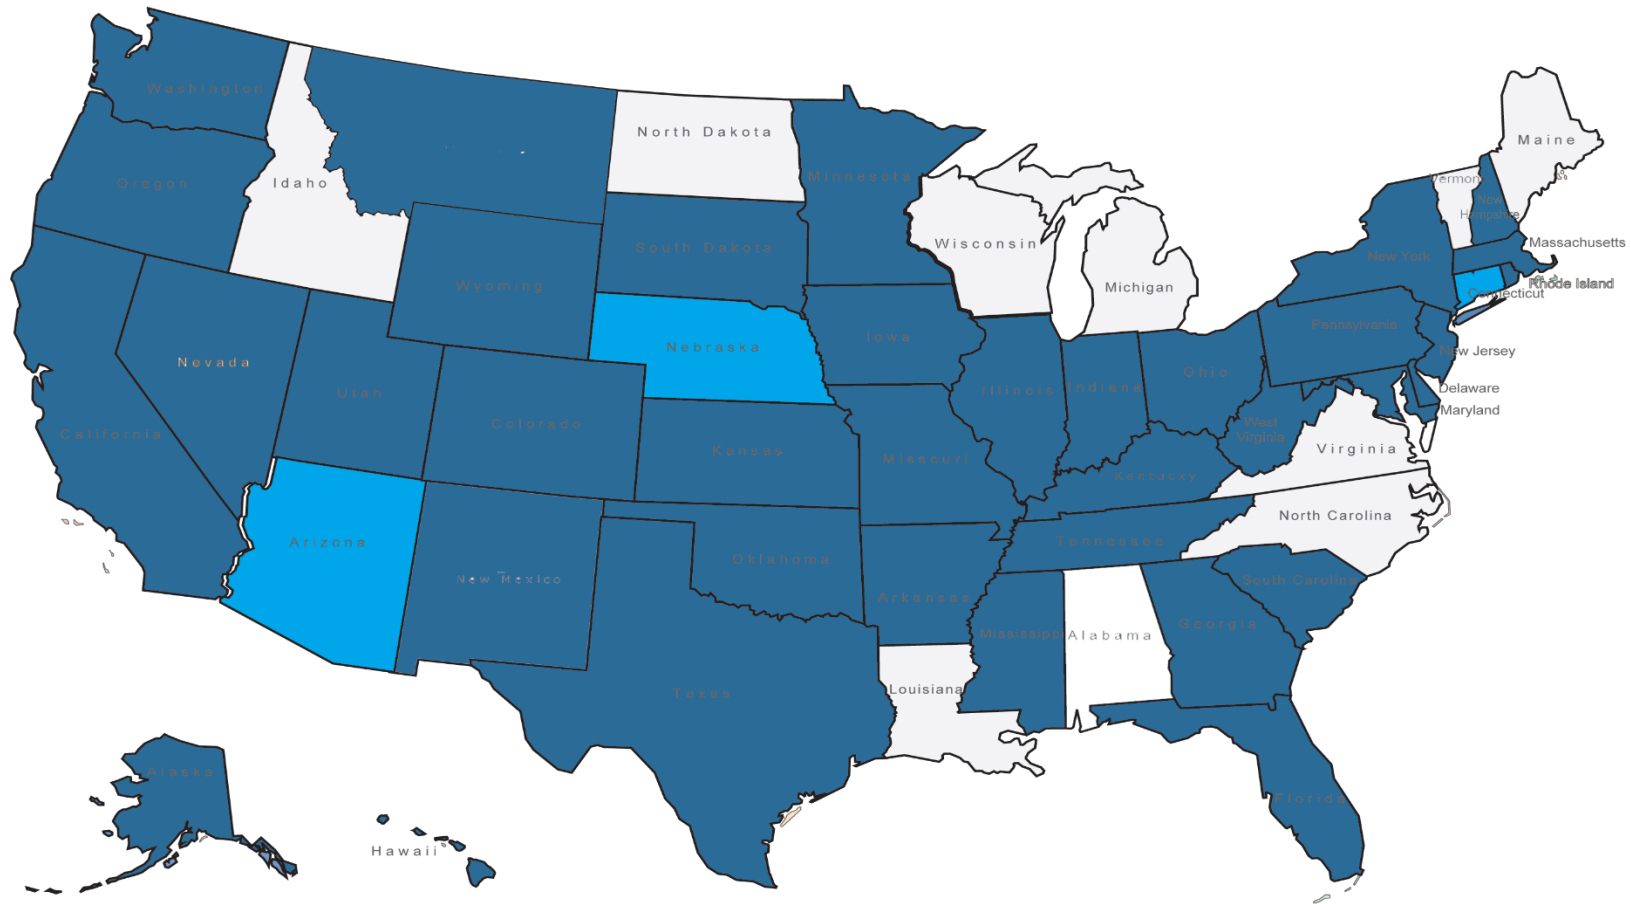 Washington
North Dakota
Maine
Minnesota
Oregon
Idaho
Vermont
New
Hampshire
South Dakota
Wisconsin
Massachusetts
New York
Wyoming
Michigan
Rhode Island
Connecticut
Pennsylvania
Iowa
Nebraska
New Jersey
Nevada
Ohio
Utah
Illinois
Indiana
Delaware
Maryland
California
Colorado
West
Virginia
Kansas
Missouri
Virginia
Kentucky
North Carolina
Arizona
Tennessee
Oklahoma
New Mexico
South Carolina
Arkansas
Mississippi
Alabama
Georgia
Louisiana
Texas
Alaska
Florida
Hawaii